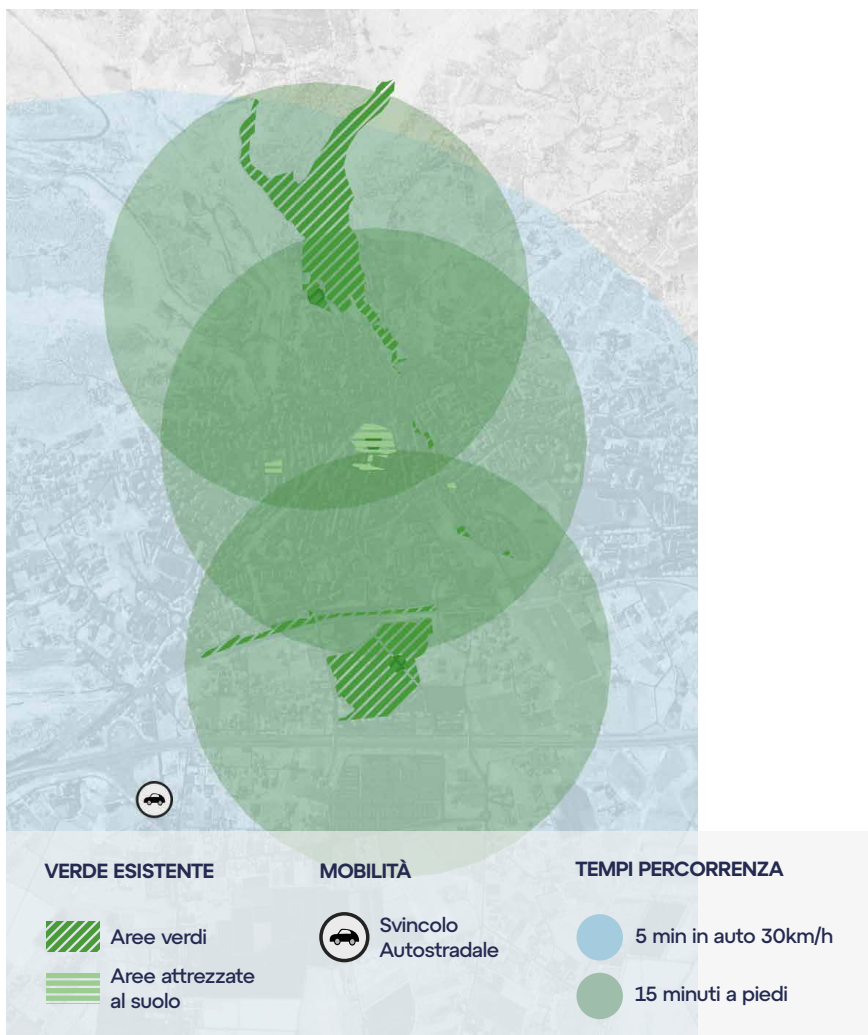 VERDE ESISTENTE
Aree verdi
Aree attrezzate
al suolo
MOBILITÀ
Svincolo
Autostradale
TEMPI PERCORRENZA
5 min in auto 30km/h
15 minuti a piedi